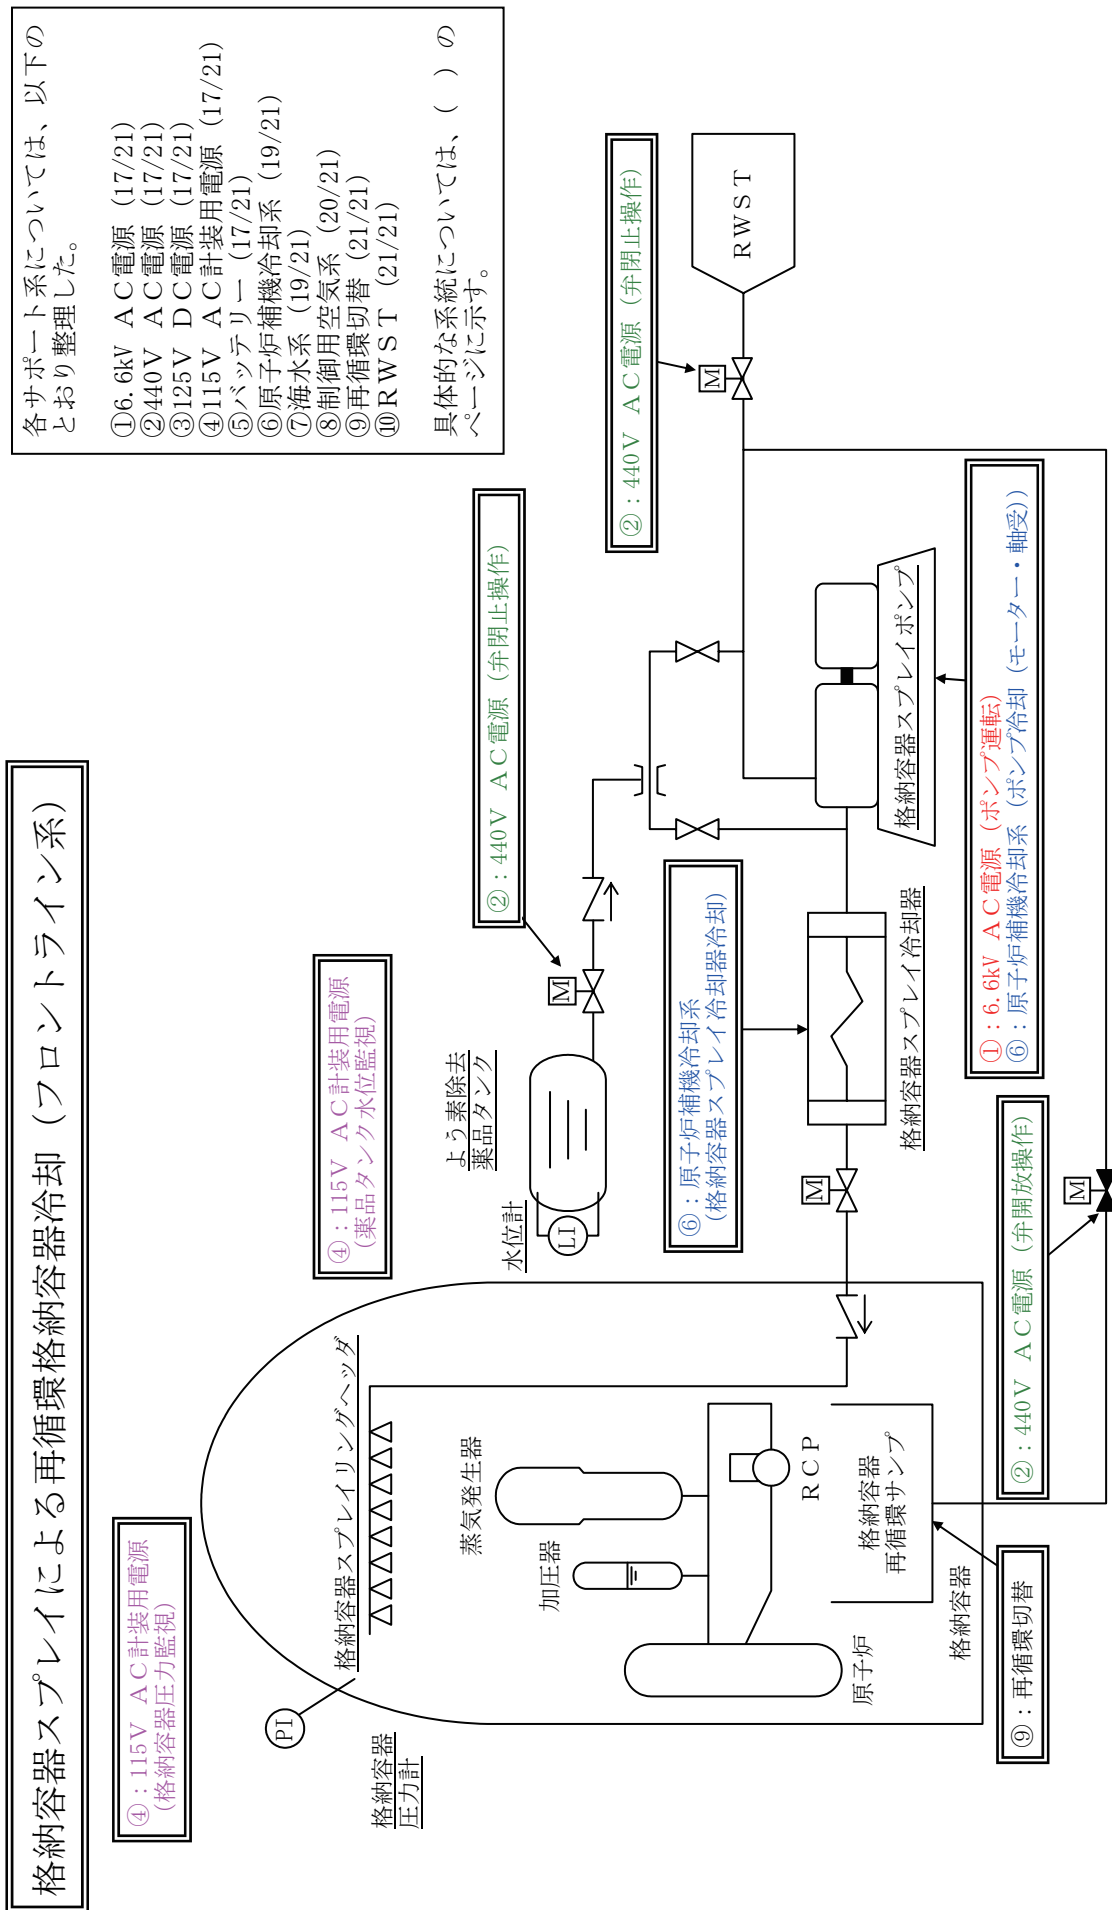 格納容器スプレイによる再循環格納容器冷却（フロントライン系）
各サポート系については、以下の
とおり整理した。
①6.6kV AC電源（17/21）
②440V AC電源（17/21）
③125V DC電源（17/21）
④115V AC計装用電源（17/21）
⑤バッテリー（17/21）
⑥原子炉補機冷却系（19/21）
⑦海水系（19/21）
⑧制御用空気系（20/21）
⑨再循環切替（21/21）
⑩RWST（21/21）
具体的な系統については、（ ）の
ページに示す。
④：115V AC計装用電源
（格納容器圧力監視）
PI
格納容器
圧力計
格納容器スプレイリングヘッダ
④：115V AC計装用電源
（薬品タンク水位監視）
よう素除去
薬品タンク
水位計
LI
M
②：440V AC電源（弁閉止操作）
②：440V AC電源（弁閉止操作）
M
RWST
蒸気発生器
加圧器
RCP
原子炉
格納容器
再循環サンプ
格納容器
⑨：再循環切替
⑥：原子炉補機冷却系
（格納容器スプレイ冷却器冷却）
M
格納容器スプレイ冷却器
格納容器スプレイポンプ
①：6.6kV AC電源（ポンプ運転）
⑥：原子炉補機冷却系（ポンプ冷却（モーター・軸受））
②：440V AC電源（弁開放操作）
M